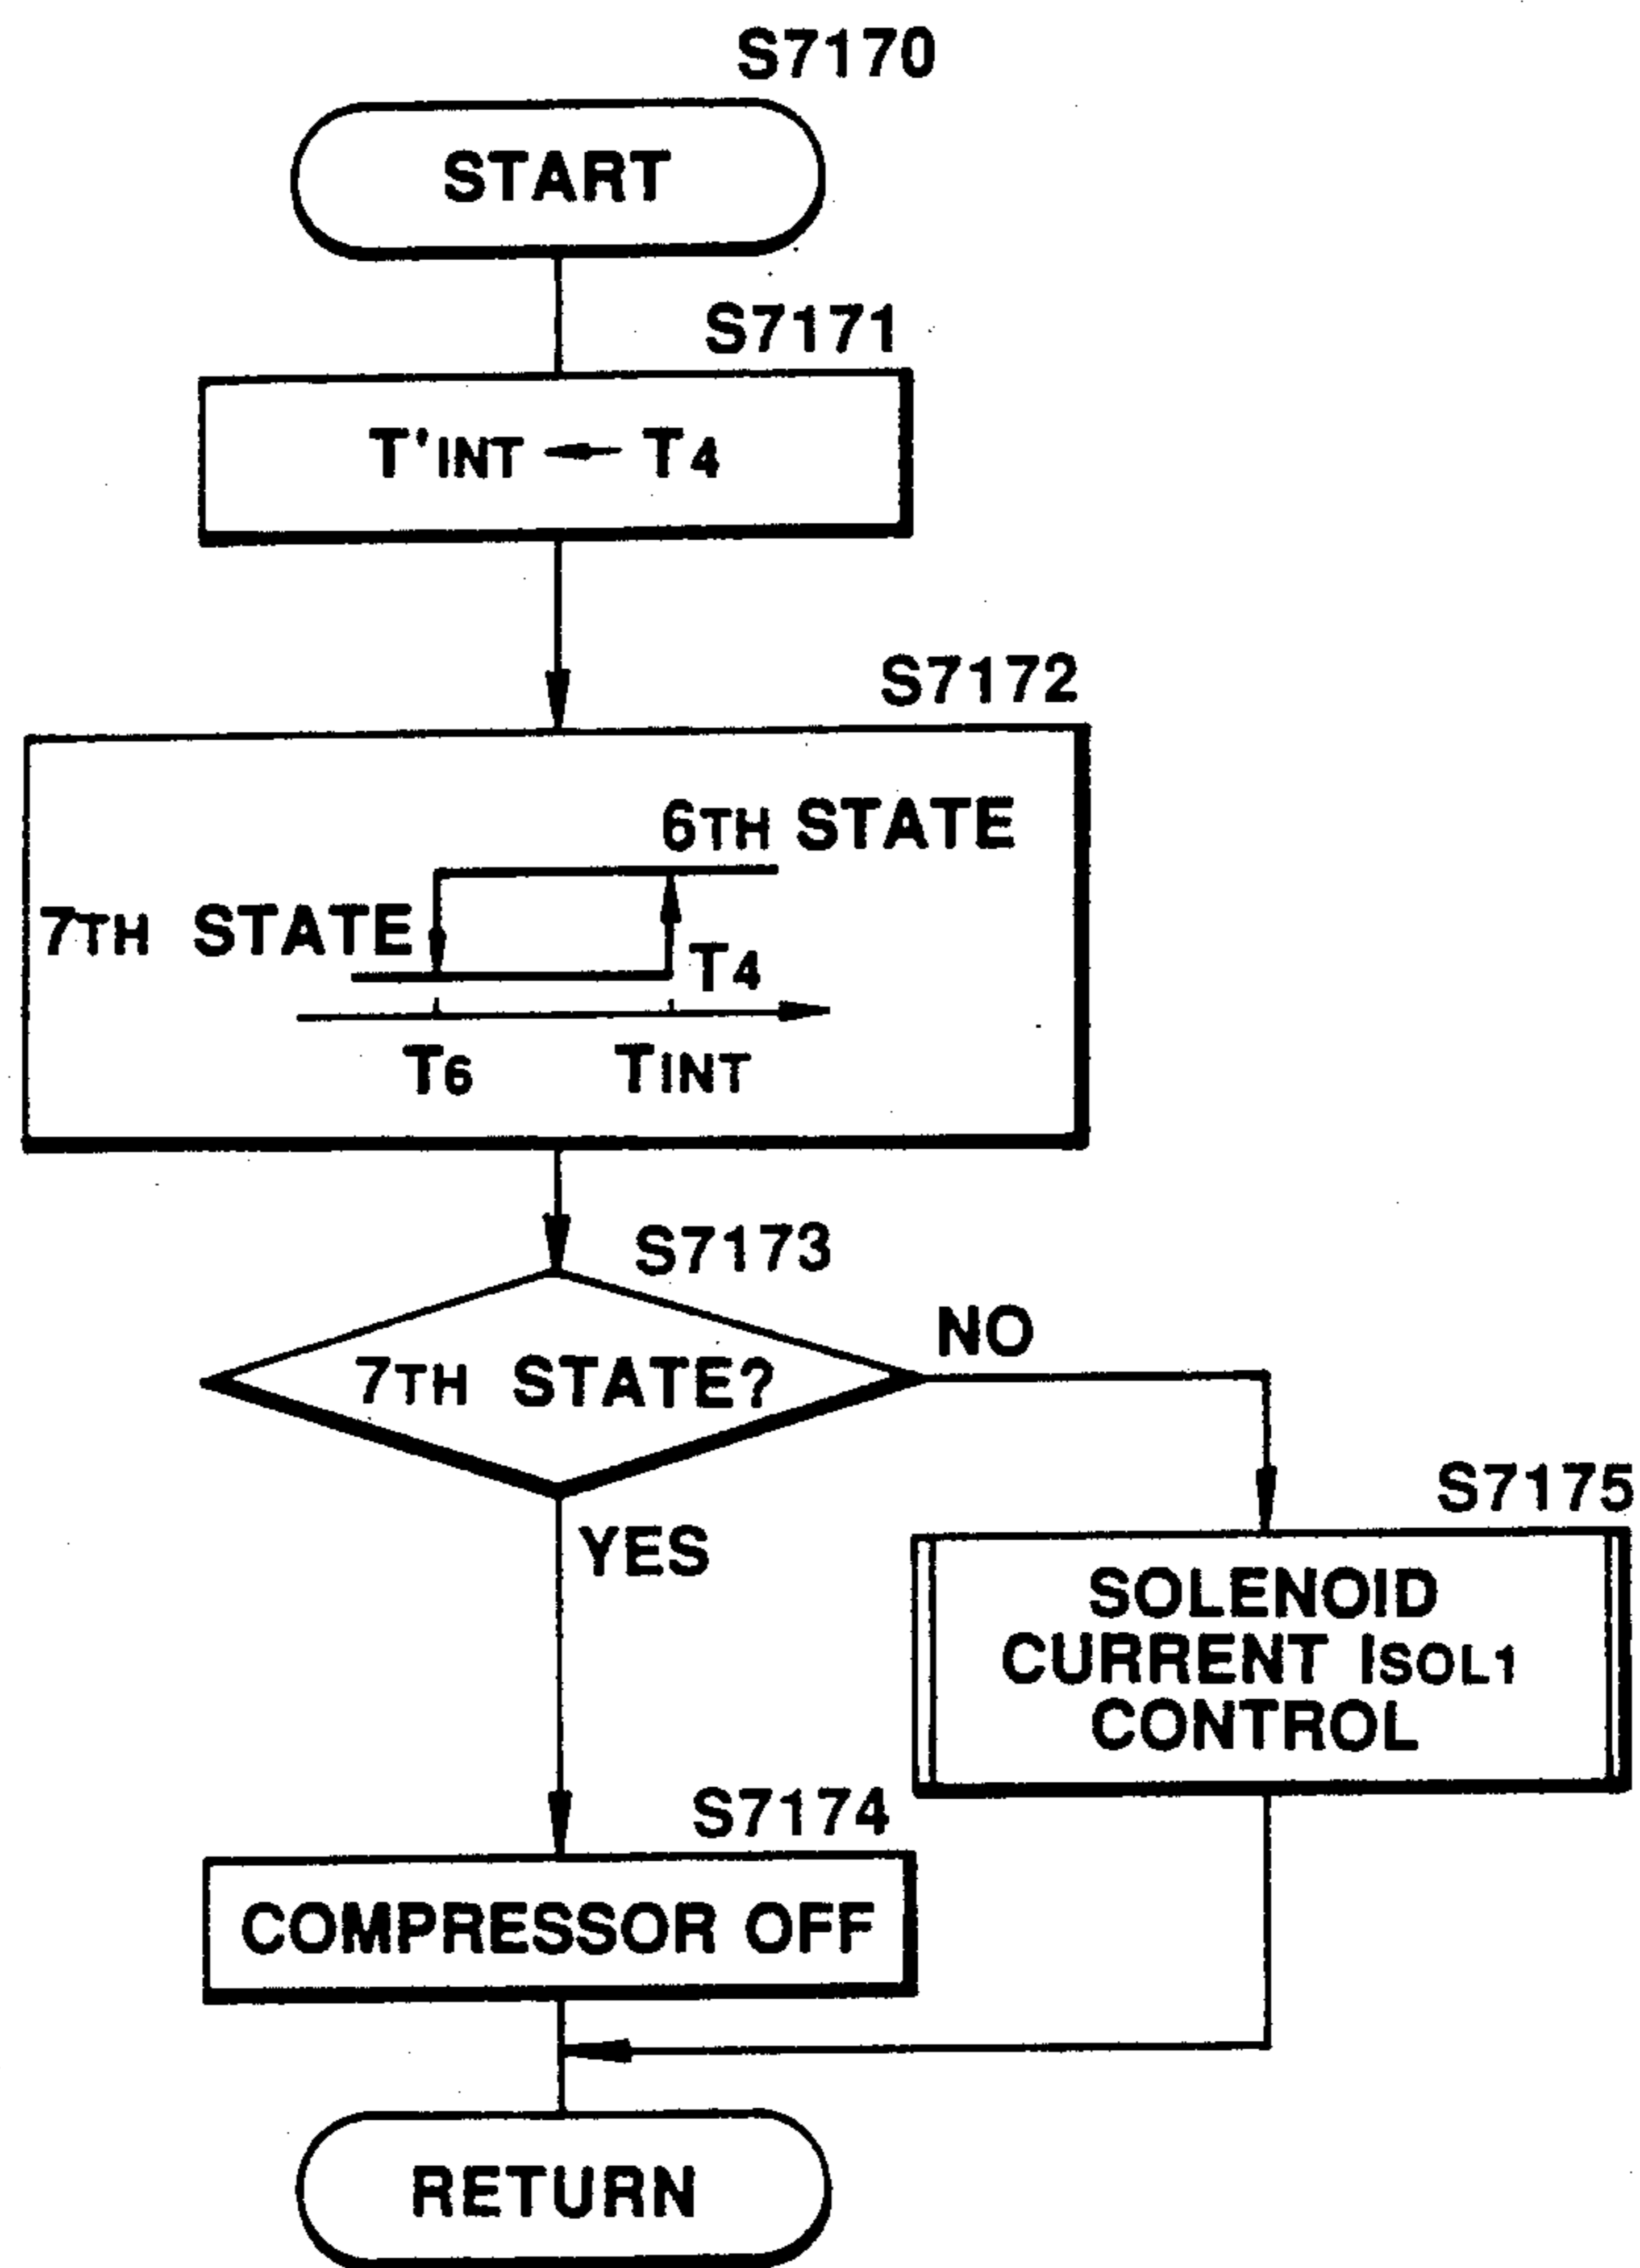 S7170
START
S7171
T'INT ← T4
S7172
6TH STATE
7TH STATE
T4
T6 TINT
S7173
7TH STATE?
NO
YES
S7175
SOLENOID
CURRENT ISOL1
CONTROL
S7174
COMPRESSOR OFF
RETURN